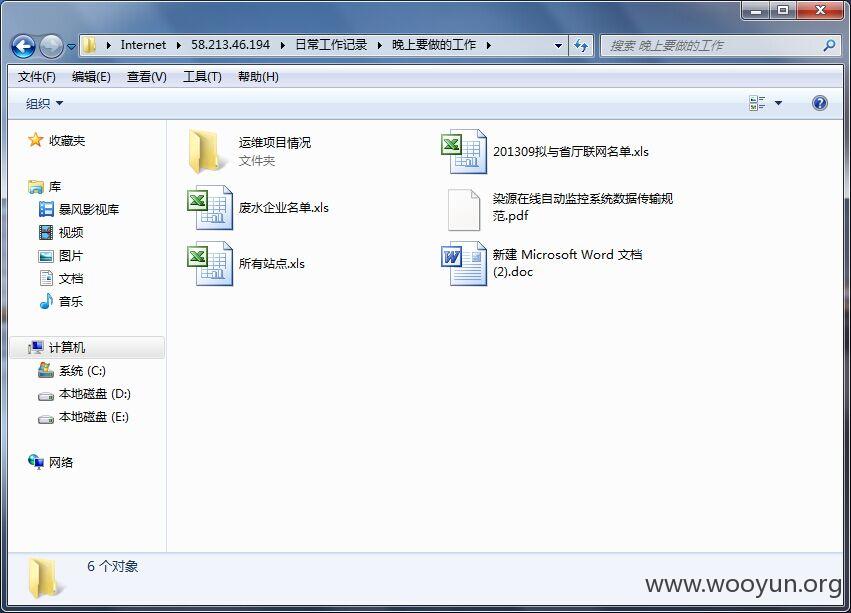 Internet ▸ 58.213.46.194 ▸ 日常工作记录 ▸ 晚上要做的工作 ▸
搜索 晚上要做的工作
文件(F) 编辑(E) 查看(V) 工具(T) 帮助(H)
组织
收藏夹
库
暴风影视库
视频
图片
文档
音乐
计算机
系统 (C:)
本地磁盘 (D:)
本地磁盘 (E:)
网络
运维项目情况
文件夹
201309拟与省厅联网名单.xls
废水企业名单.xls
染源在线自动监控系统数据传输规
范.pdf
所有站点.xls
新建 Microsoft Word 文档
(2).doc
6 个对象
www.wooyun.org